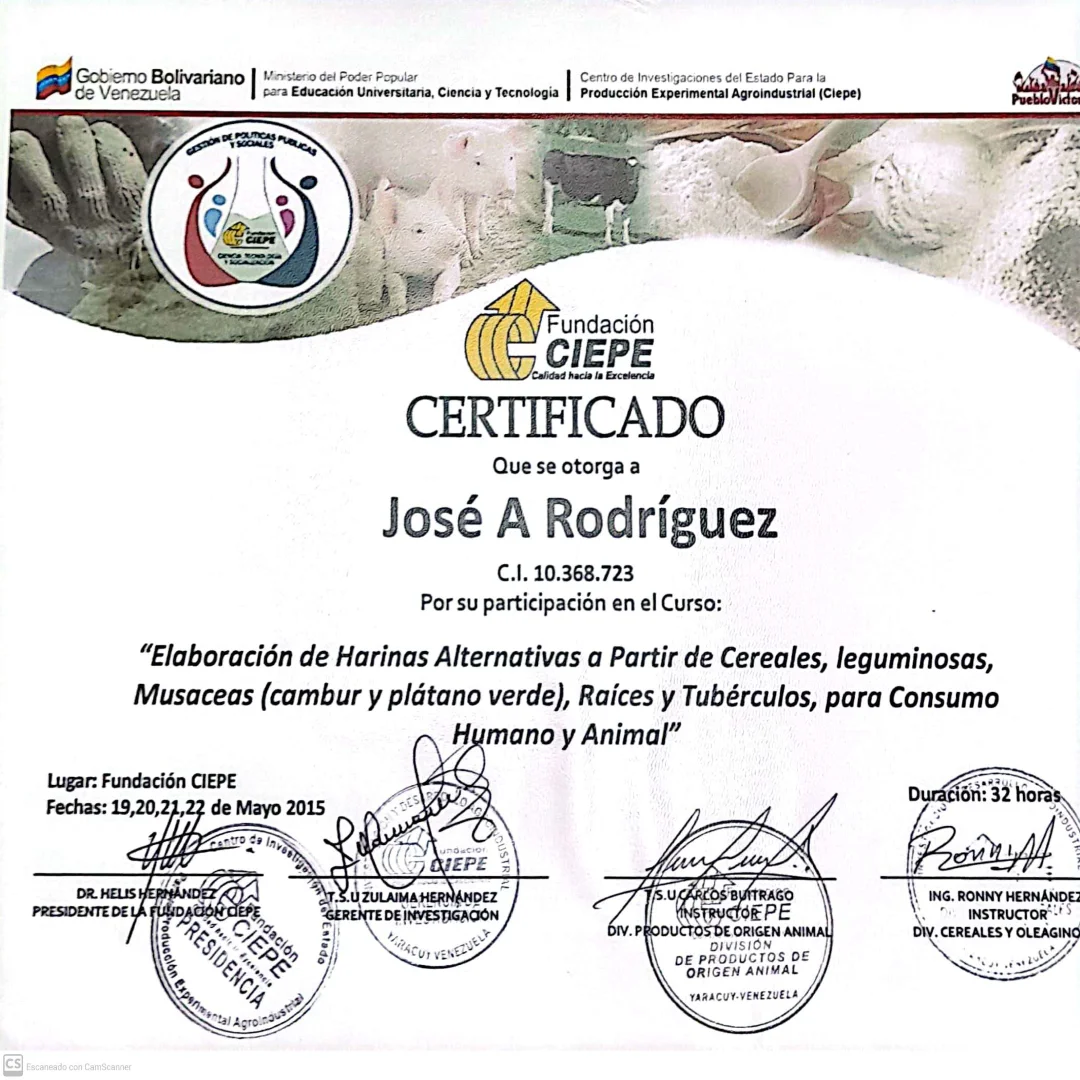 Gobierno Bolivariano
de Venezuela
Ministerio del Poder Popular
para Educación Universitaria, Ciencia y Tecnología
Centro de Investigaciones del Estado Para la
Producción Experimental Agroindustrial (Ciepe)
GESTIÓN DE POLITICAS PUBLICAS
Y SOCIALES
Fundación
CIEPE
CIENCIA TECNOLOGIA
Y SOCIALIZACIÓN
Fundación
CIEPE
Calidad hacia la Excelencia
CERTIFICADO
Que se otorga a
José A Rodríguez
C.I. 10.368.723
Por su participación en el Curso:
“Elaboración de Harinas Alternativas a Partir de Cereales, leguminosas,
Musaceas (cambur y plátano verde), Raíces y Tubérculos, para Consumo
Humano y Animal”
Lugar: Fundación CIEPE
Fechas: 19,20,21,22 de Mayo 2015
Duración: 32 horas
DR. HELIS HERNÁNDEZ
PRESIDENTE DE LA FUNDACIÓN CIEPE
T.S.U ZULAIMA HERNÁNDEZ
GERENTE DE INVESTIGACIÓN
T.S.U CARLOS BUITRAGO
INSTRUCTOR
DIV. PRODUCTOS DE ORIGEN ANIMAL
ING. RONNY HERNÁNDEZ
INSTRUCTOR
DIV. CEREALES Y OLEAGINO
Centro de Investigación del Estado
Producción Experimental Agroindustrial
Fundación
CIEPE
PRESIDENCIA
Fundación
CIEPE
YARACUY VENEZUELA
DIVISIÓN
DE PRODUCTOS DE
ORIGEN ANIMAL
YARACUY-VENEZUELA
CS Escaneado con CamScanner